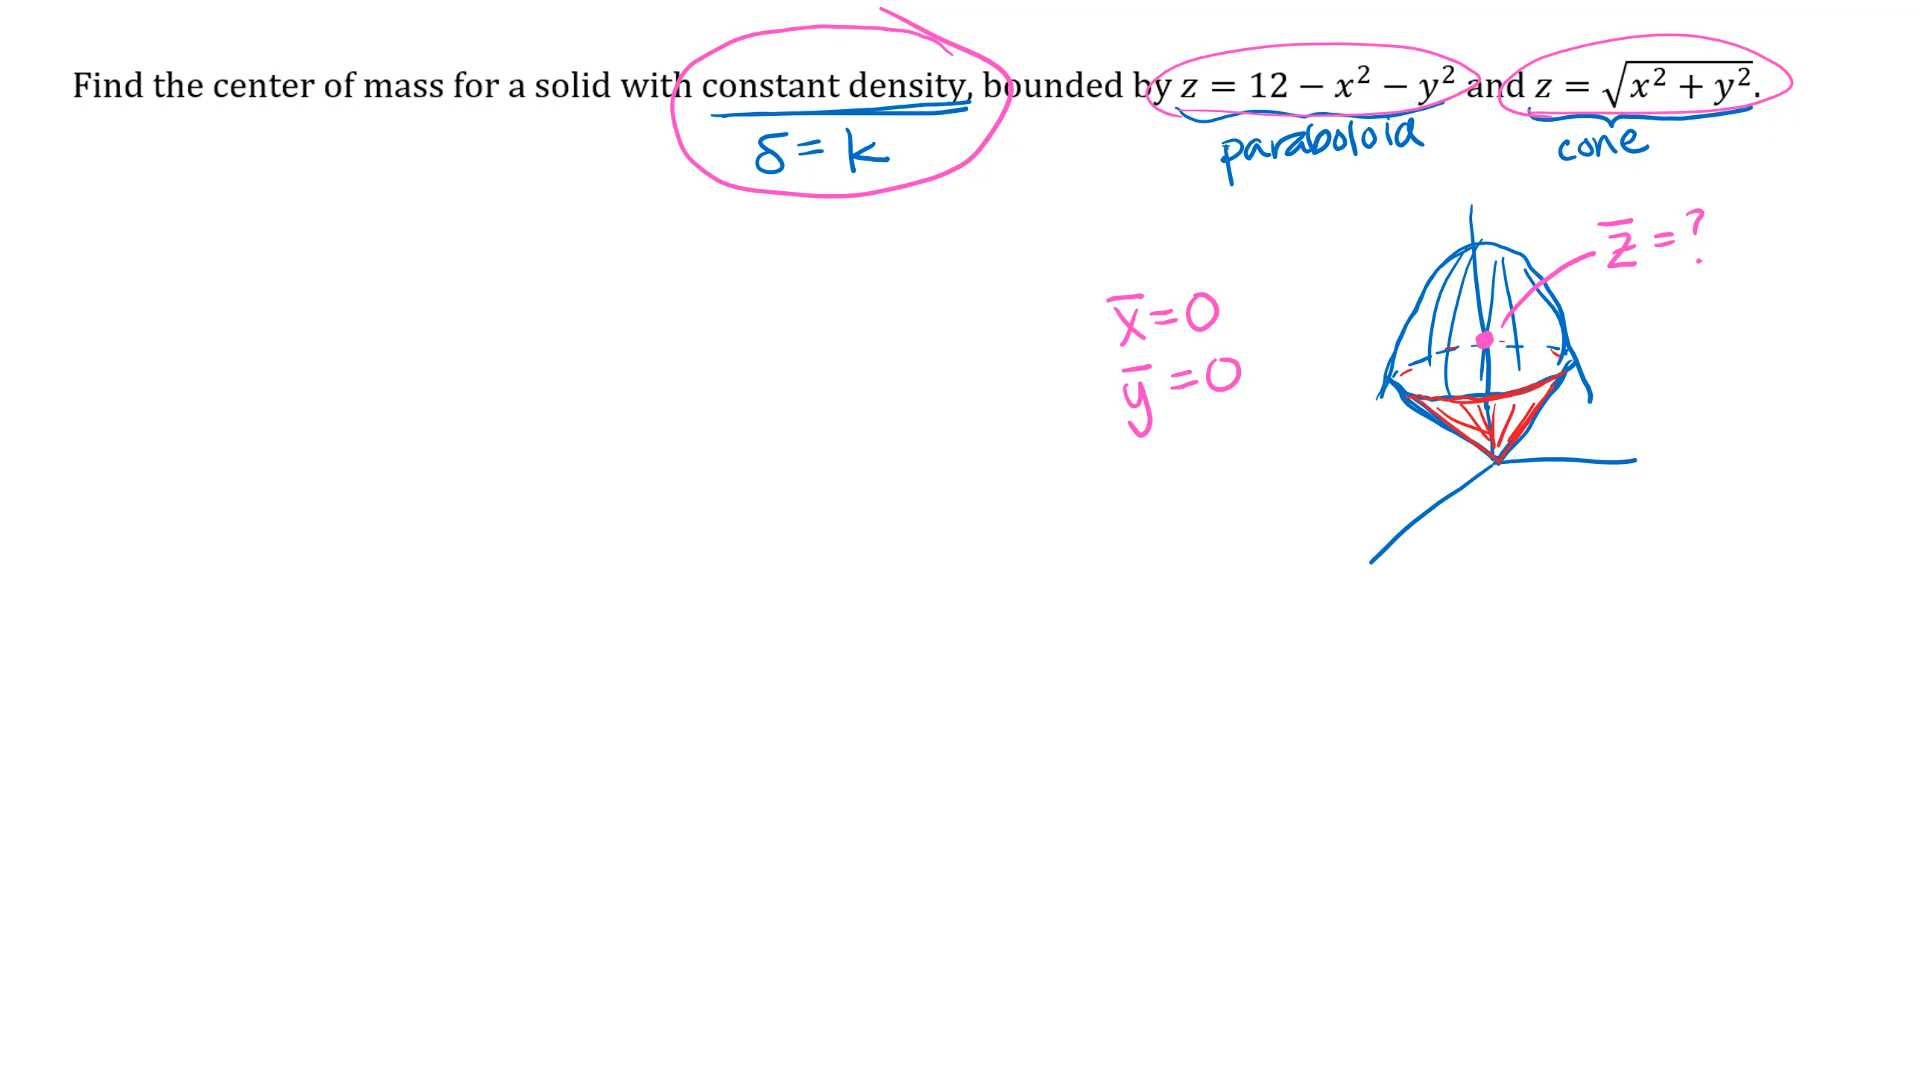 Find the center of mass for a solid with constant density, bounded by z = 12 − x² − y² and z = √(x² + y²).
δ = k
paraboloid
cone
z̅ = ?
x̅ = 0
y̅ = 0